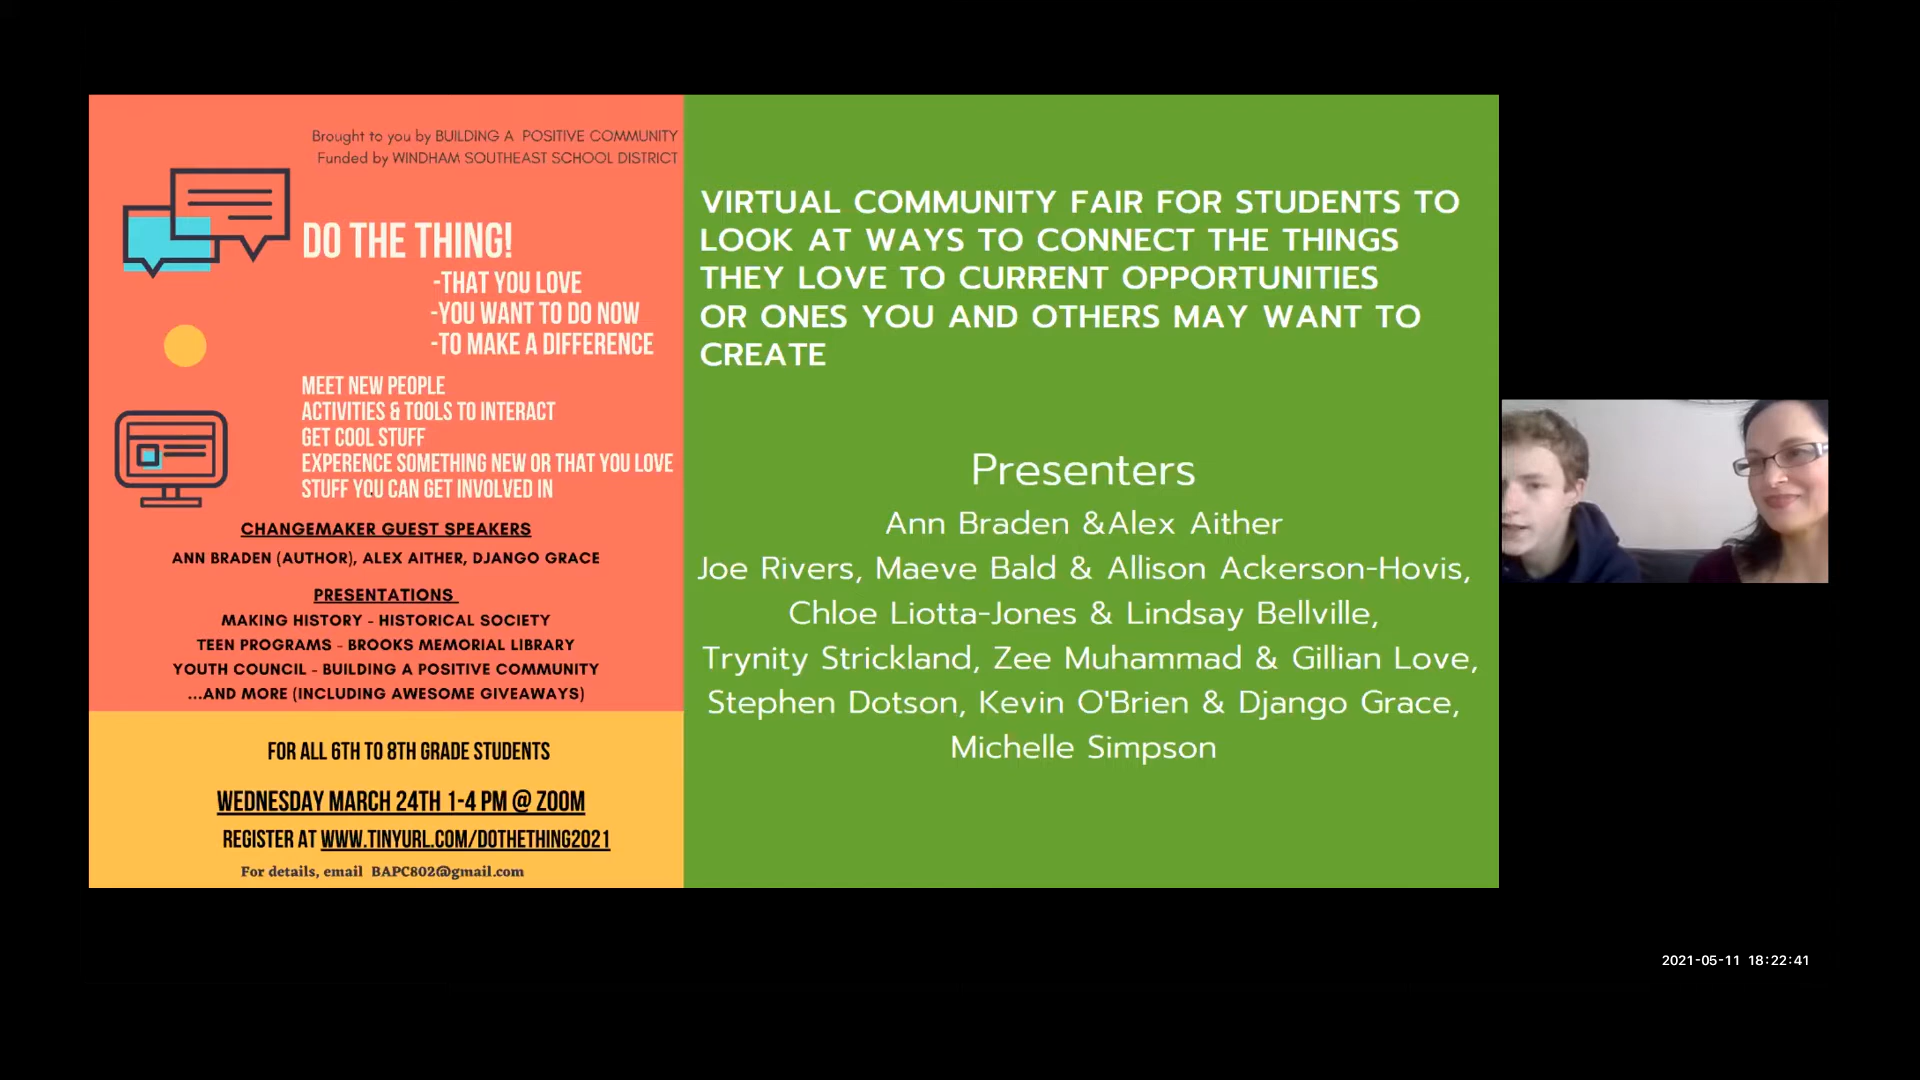 Brought to you by BUILDING A POSITIVE COMMUNITY
Funded by WINDHAM SOUTHEAST SCHOOL DISTRICT
DO THE THING!
-THAT YOU LOVE
-YOU WANT TO DO NOW
-TO MAKE A DIFFERENCE
MEET NEW PEOPLE
ACTIVITIES & TOOLS TO INTERACT
GET COOL STUFF
EXPERENCE SOMETHING NEW OR THAT YOU LOVE
STUFF YOU CAN GET INVOLVED IN
CHANGEMAKER GUEST SPEAKERS
ANN BRADEN (AUTHOR), ALEX AITHER, DJANGO GRACE
PRESENTATIONS
MAKING HISTORY - HISTORICAL SOCIETY
TEEN PROGRAMS - BROOKS MEMORIAL LIBRARY
YOUTH COUNCIL - BUILDING A POSITIVE COMMUNITY
...AND MORE (INCLUDING AWESOME GIVEAWAYS)
FOR ALL 6TH TO 8TH GRADE STUDENTS
WEDNESDAY MARCH 24TH 1-4 PM @ ZOOM
REGISTER AT WWW.TINYURL.COM/DOTHETHING2021
For details, email BAPC802@gmail.com
VIRTUAL COMMUNITY FAIR FOR STUDENTS TO
LOOK AT WAYS TO CONNECT THE THINGS
THEY LOVE TO CURRENT OPPORTUNITIES
OR ONES YOU AND OTHERS MAY WANT TO
CREATE
Presenters
Ann Braden &Alex Aither
Joe Rivers, Maeve Bald & Allison Ackerson-Hovis,
Chloe Liotta-Jones & Lindsay Bellville,
Trynity Strickland, Zee Muhammad & Gillian Love,
Stephen Dotson, Kevin O'Brien & Django Grace,
Michelle Simpson
2021-05-11 18:22:41